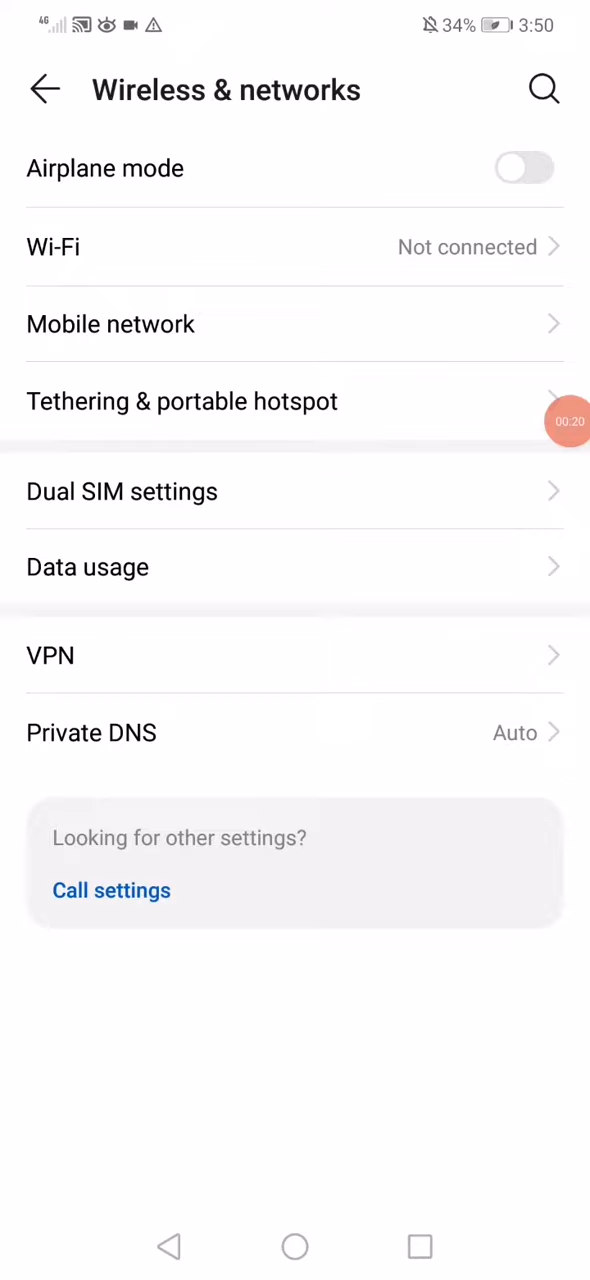 4G 34% 3:50
Wireless & networks
Airplane mode
Wi-Fi Not connected
Mobile network
Tethering & portable hotspot
00:20
Dual SIM settings
Data usage
VPN
Private DNS Auto
Looking for other settings?
Call settings